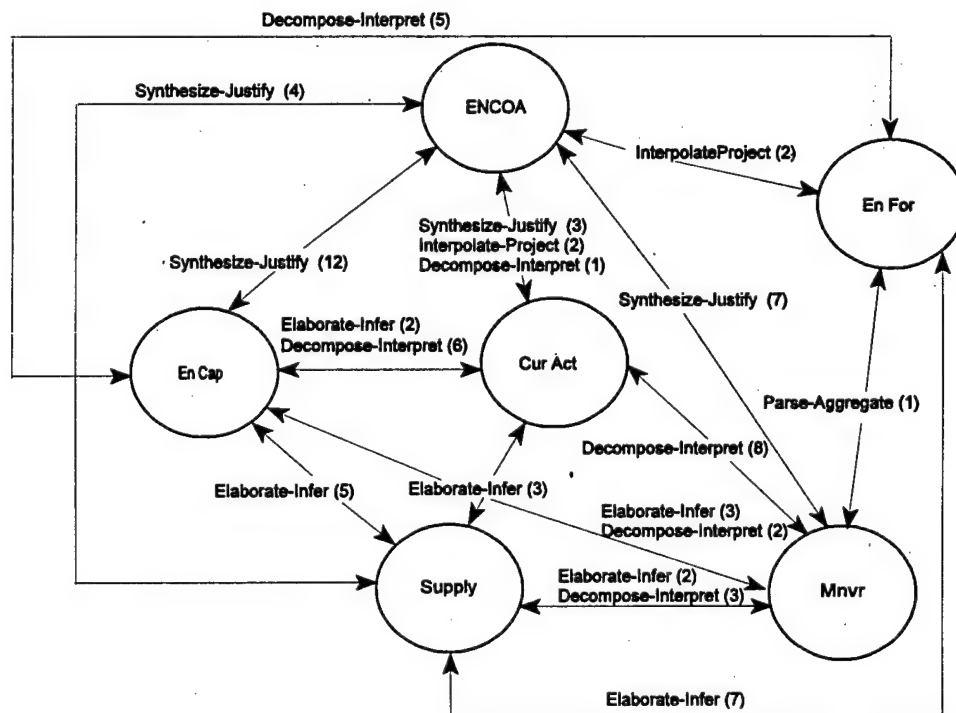 Decompose-Interpret (5)
Synthesize-Justify (4)
ENCOA
InterpolateProject (2)
En For
Synthesize-Justify (3)
Interpolate-Project (2)
Decompose-Interpret (1)
Synthesize-Justify (12)
Synthesize-Justify (7)
Elaborate-Infer (2)
Decompose-Interpret (6)
En Cap
Cur Act
Parse-Aggregate (1)
Decompose-Interpret (8)
Elaborate-Infer (5)
Elaborate-Infer (3)
Elaborate-Infer (3)
Decompose-Interpret (2)
Supply
Elaborate-Infer (2)
Decompose-Interpret (3)
Mnvr
Elaborate-Infer (7)